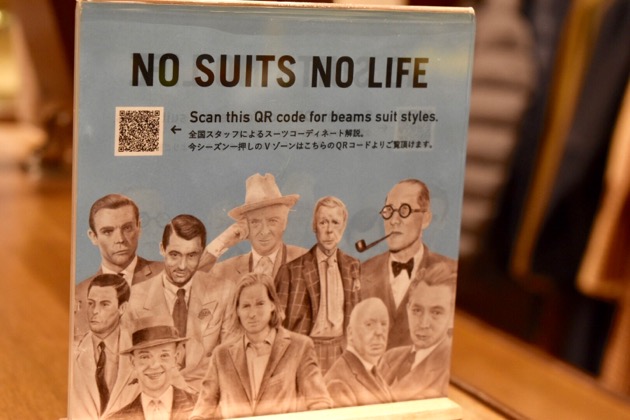 NO SUITS NO LIFE
← Scan this QR code for beams suit styles.
全国スタッフによるスーツコーディネート解説。
今シーズン一押しのVゾーンはこちらのQRコードよりご覧頂けます。